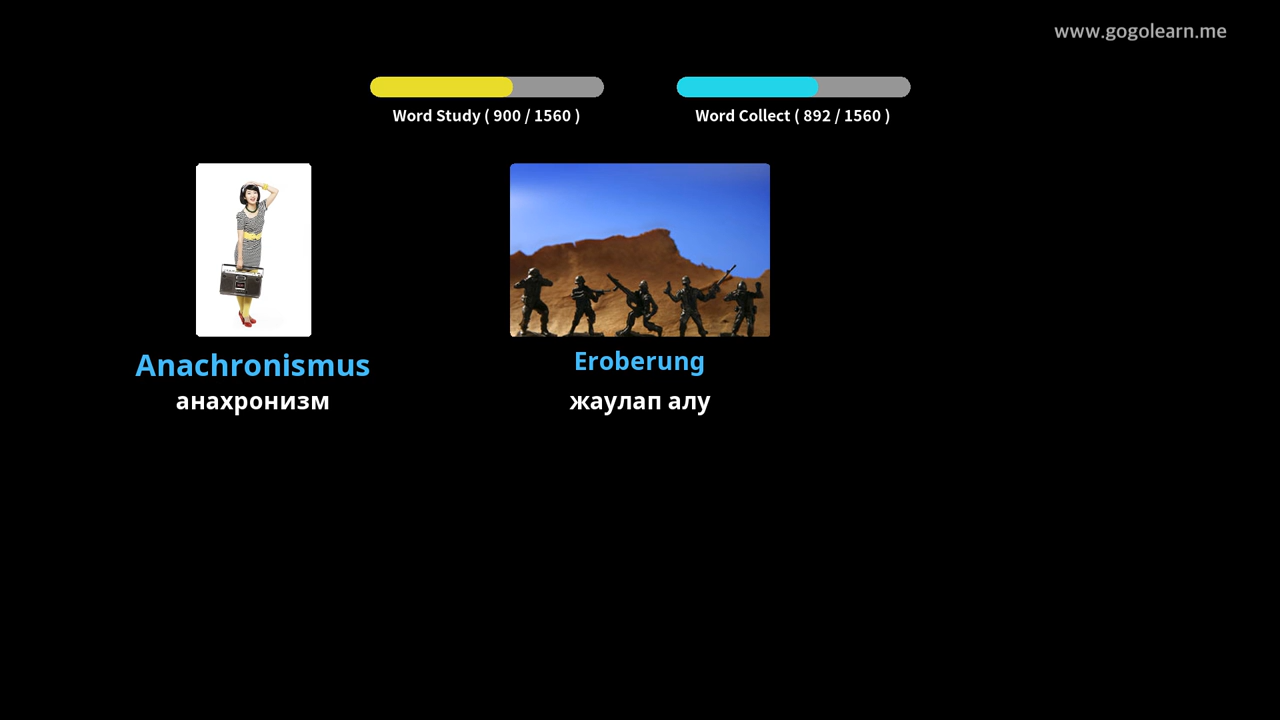 www.gogolearn.me
Word Study ( 900 / 1560 )
Word Collect ( 892 / 1560 )
Anachronismus
анахронизм
Eroberung
жаулап алу